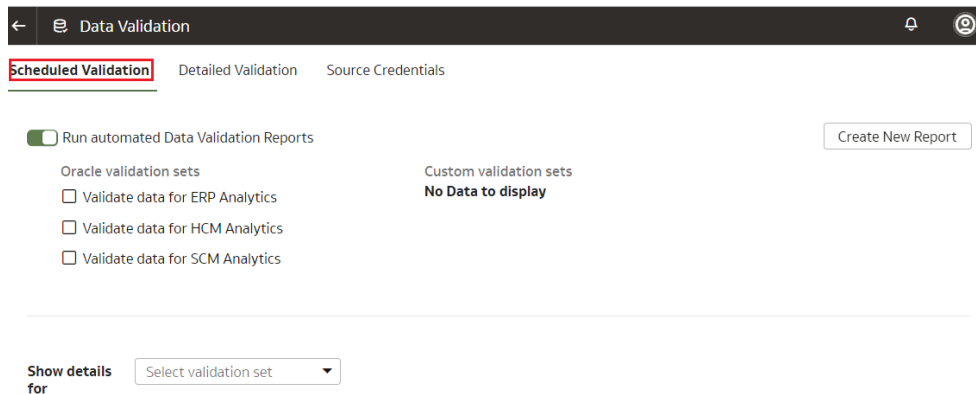 Data Validation
Scheduled Validation Detailed Validation Source Credentials
Run automated Data Validation Reports Create New Report
Oracle validation sets Custom validation sets
Validate data for ERP Analytics No Data to display
Validate data for HCM Analytics
Validate data for SCM Analytics
Show details Select validation set
for